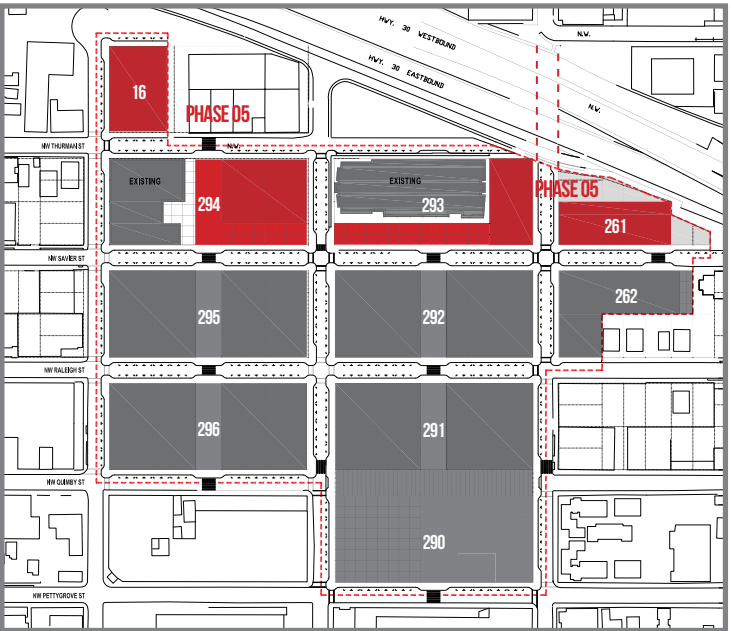 HWY. 30 WESTBOUND
N.W.
HWY. 30 EASTBOUND
16
PHASE 05
N.W.
NW THURMAN ST
N.W.
EXISTING
294
EXISTING
293
PHASE 05
261
NW SAVIER ST
295
292
262
NW RALEIGH ST
296
291
NW QUIMBY ST
290
NW PETTYGROVE ST